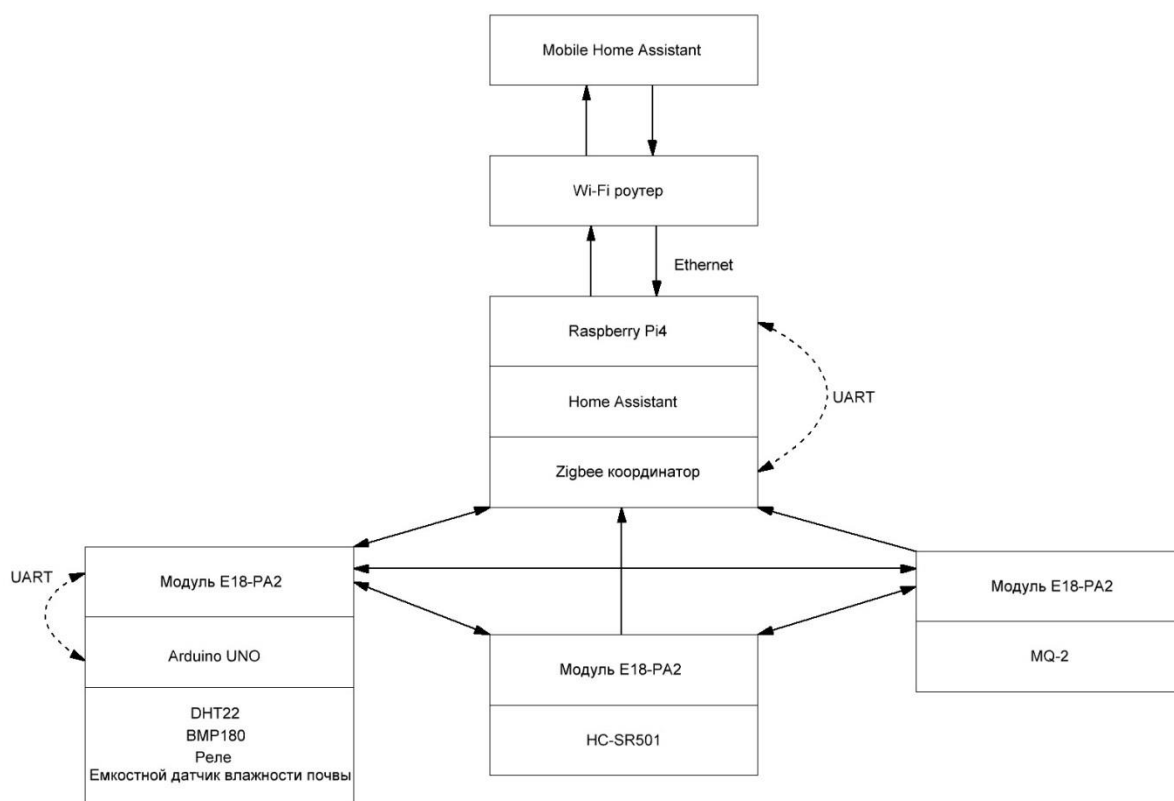 Mobile Home Assistant
Wi-Fi роутер
Ethernet
Raspberry Pi4
Home Assistant
UART
Zigbee координатор
UART
Модуль E18-PA2
Arduino UNO
DHT22
BMP180
Реле
Емкостной датчик влажности почвы
Модуль E18-PA2
HC-SR501
Модуль E18-PA2
MQ-2